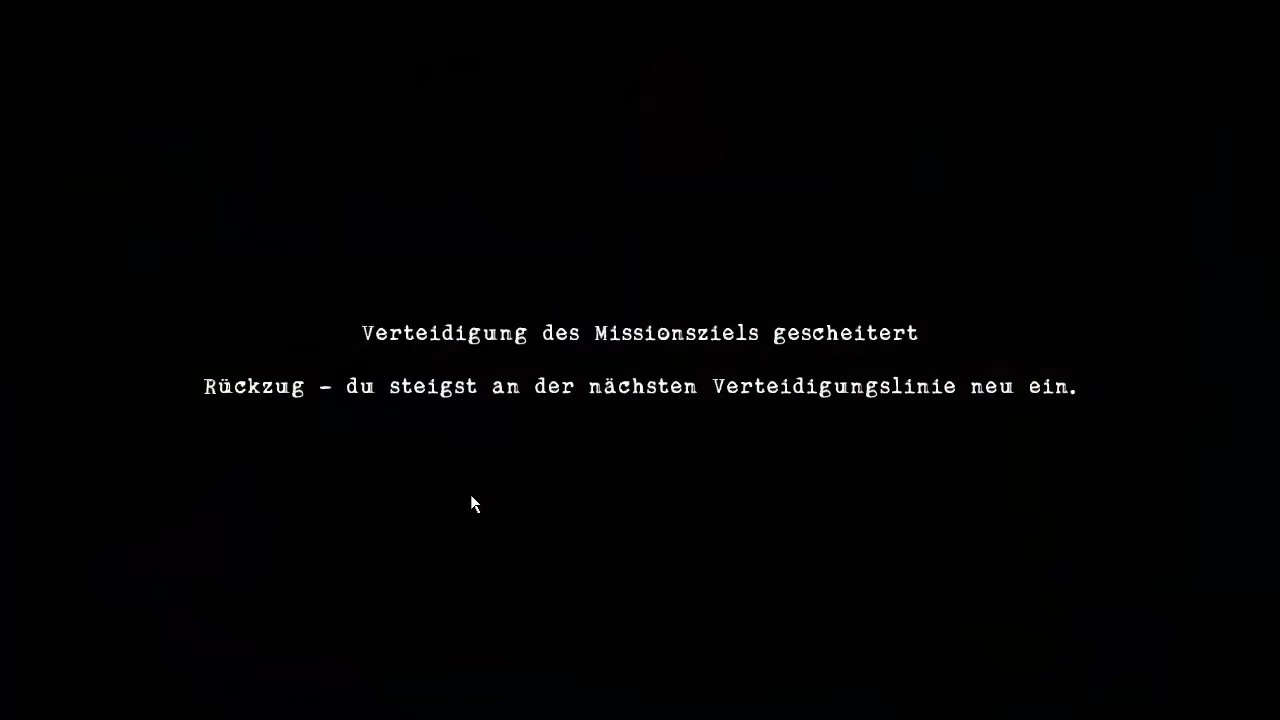 Verteidigung des Missionsziels gescheitert
Rückzug – du steigst an der nächsten Verteidigungslinie neu ein.